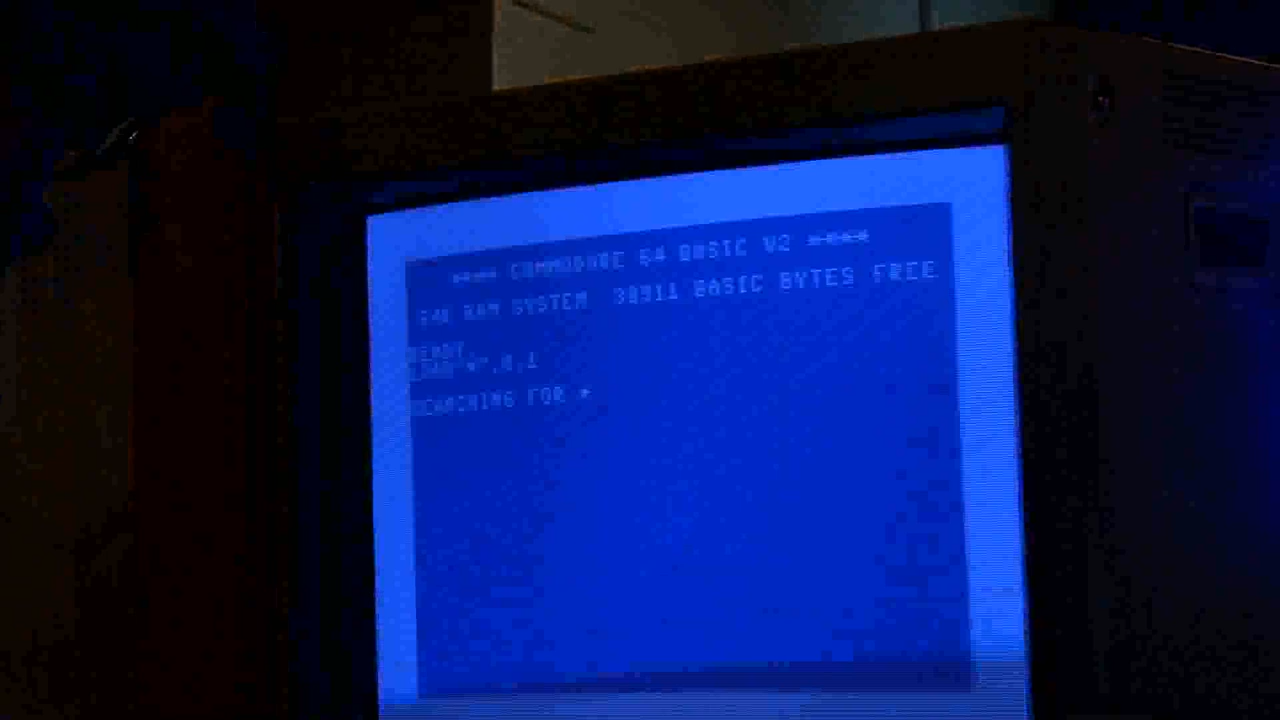 **** COMMODORE 64 BASIC V2 ****
64K RAM SYSTEM 38911 BASIC BYTES FREE
READY.
LOAD"*",8,1
SEARCHING FOR *